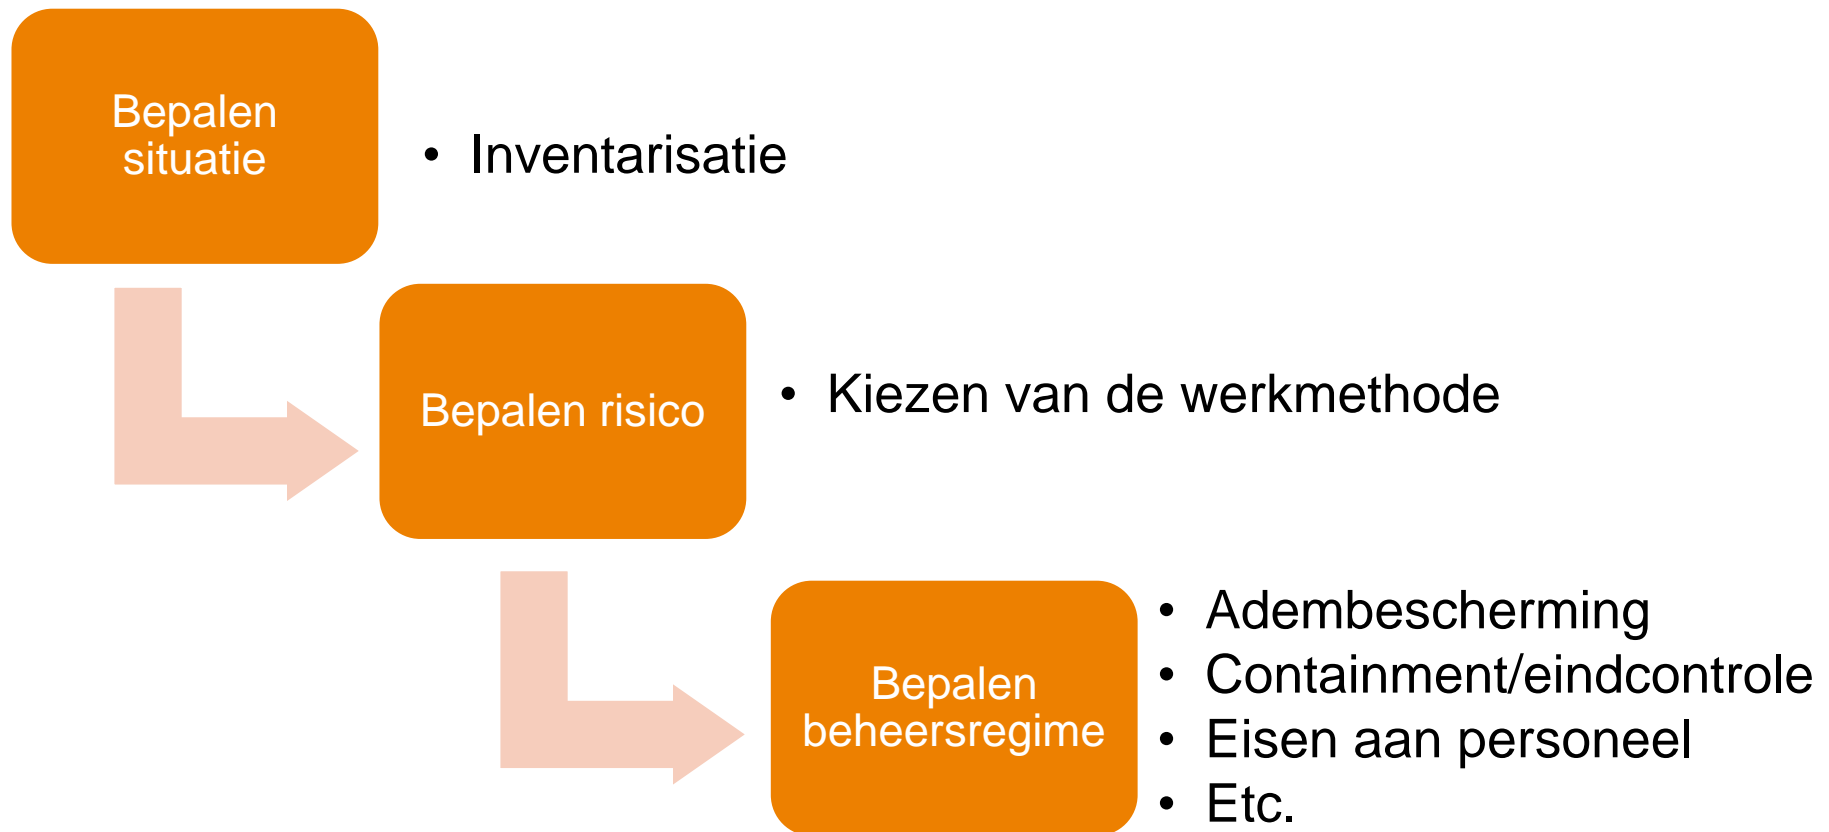 Bepalen
situatie
• Inventarisatie
Bepalen risico
• Kiezen van de werkmethode
Bepalen
beheersregime
• Adembescherming
• Containment/eindcontrole
• Eisen aan personeel
• Etc.